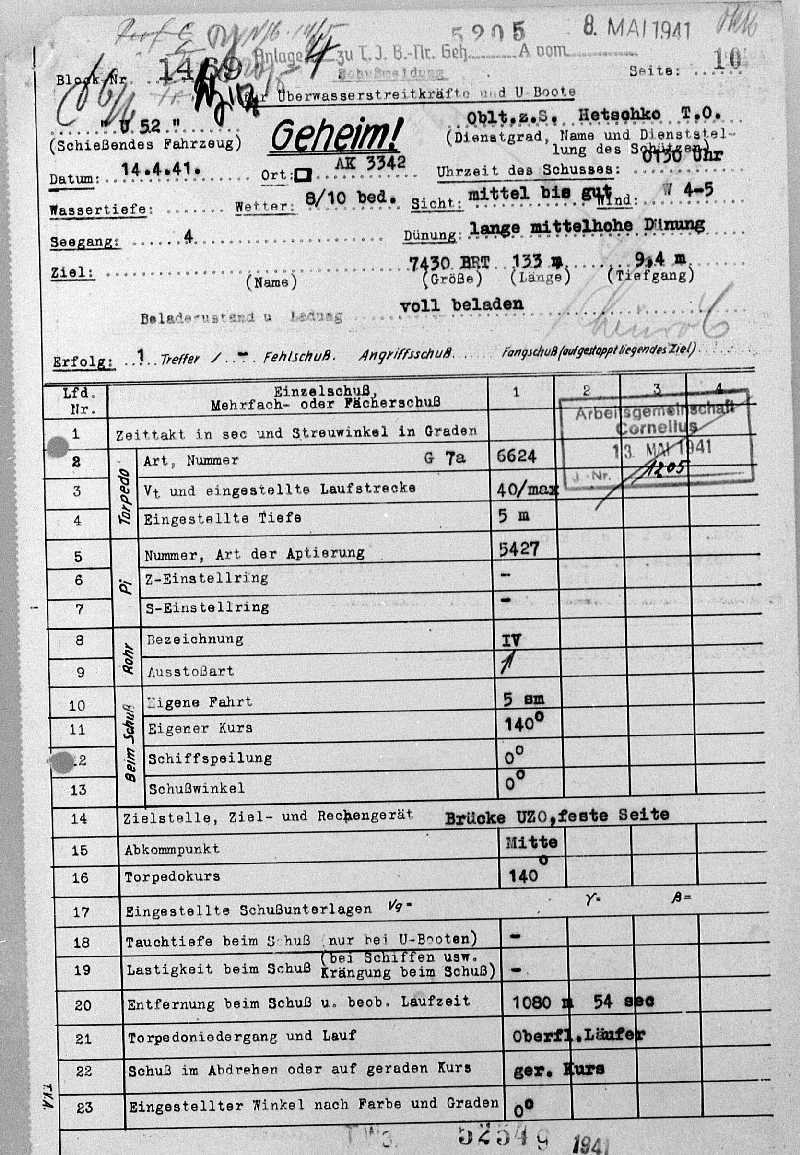 5205 8. MAI 1941
Anlage 4 zu T. J. B.-Nr. Geh. A vom
Block-Nr. 1469 Schußmeldung Seite: 10
für Überwasserstreitkräfte und U-Boote
" U 52 " Geheim! Oblt.z.S. Hetschko T.O.
(Schießendes Fahrzeug) (Dienstgrad, Name und Dienststel-
lung des Schützen)
Datum: 14.4.41. Ort: AK 3342 Uhrzeit des Schusses: 0130 Uhr
Wassertiefe: Wetter: 8/10 bed. Sicht: mittel bis gut Wind: W 4-5
Seegang: 4 Dünung: lange mittelhohe Dünung
Ziel: 7430 BRT 133 m 9,4 m
(Name) (Größe) (Länge) (Tiefgang)
Beladezustand u Ladung voll beladen
Erfolg: 1 Treffer / - Fehlschuß. Angriffsschuß. Fangschuß (aufgestoppt liegendes Ziel)
Lfd. Nr. Einzelschuß, Mehrfach- oder Fächerschuß 1 2 3 4
Arbeitsgemeinschaft
Cornelius
13. MAI 1941
J.-Nr. 1205
1 Zeittakt in sec und Streuwinkel in Graden
Torpedo
2 Art, Nummer G 7a 6624
3 Vt und eingestellte Laufstrecke 40/max
4 Eingestellte Tiefe 5 m
Pi
5 Nummer, Art der Aptierung 5427
6 Z-Einstellring -
7 S-Einstellring -
Rohr
8 Bezeichnung IV
9 Ausstoßart
Beim Schuß
10 Eigene Fahrt 5 sm
11 Eigener Kurs 140°
12 Schiffspeilung 0°
13 Schußwinkel 0°
14 Zielstelle, Ziel- und Rechengerät Brücke UZO,feste Seite
15 Abkommpunkt Mitte
16 Torpedokurs 140°
17 Eingestellte Schußunterlagen Vg= γ= β=
18 Tauchtiefe beim Schuß (nur bei U-Booten) -
19 Lastigkeit beim Schuß (bei Schiffen usw. Krängung beim Schuß) -
20 Entfernung beim Schuß u. beob. Laufzeit 1080 m 54 sec
21 Torpedoniedergang und Lauf Oberfl.Läufer
22 Schuß im Abdrehen oder auf geraden Kurs ger. Kurs
23 Eingestellter Winkel nach Farbe und Graden 0°
TVA
52549 1941